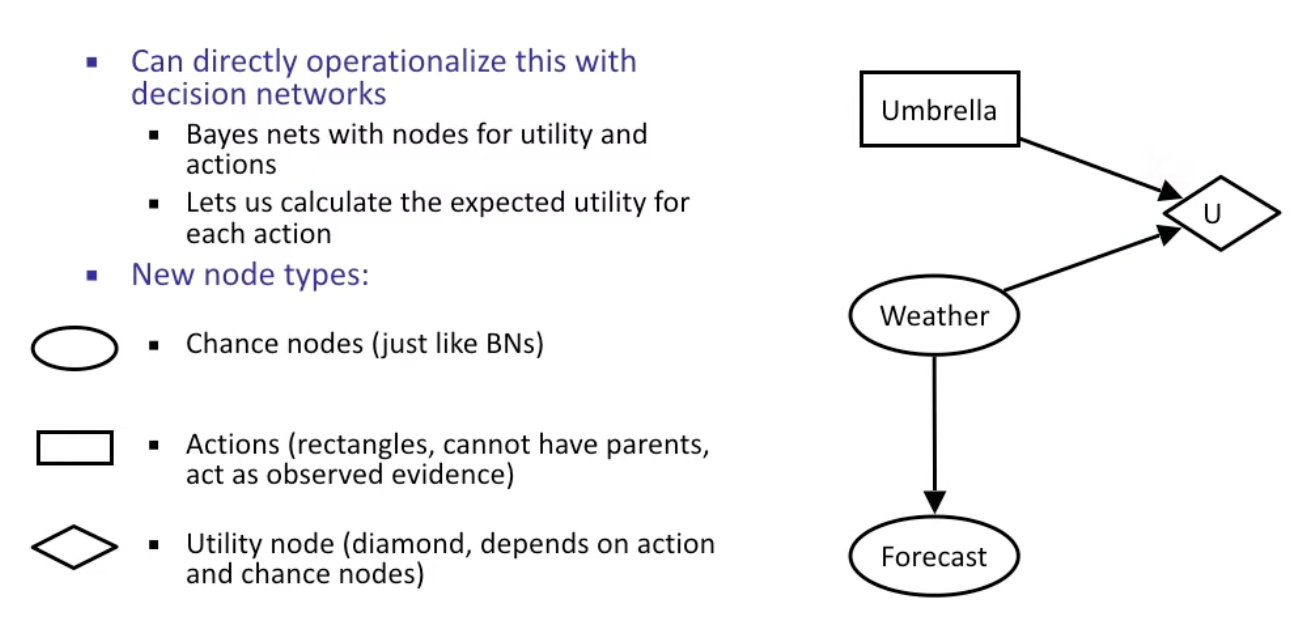 Can directly operationalize this with
decision networks
Bayes nets with nodes for utility and
actions
Lets us calculate the expected utility for
each action
New node types:
Chance nodes (just like BNs)
Actions (rectangles, cannot have parents,
act as observed evidence)
Utility node (diamond, depends on action
and chance nodes)
Umbrella
U
Weather
Forecast